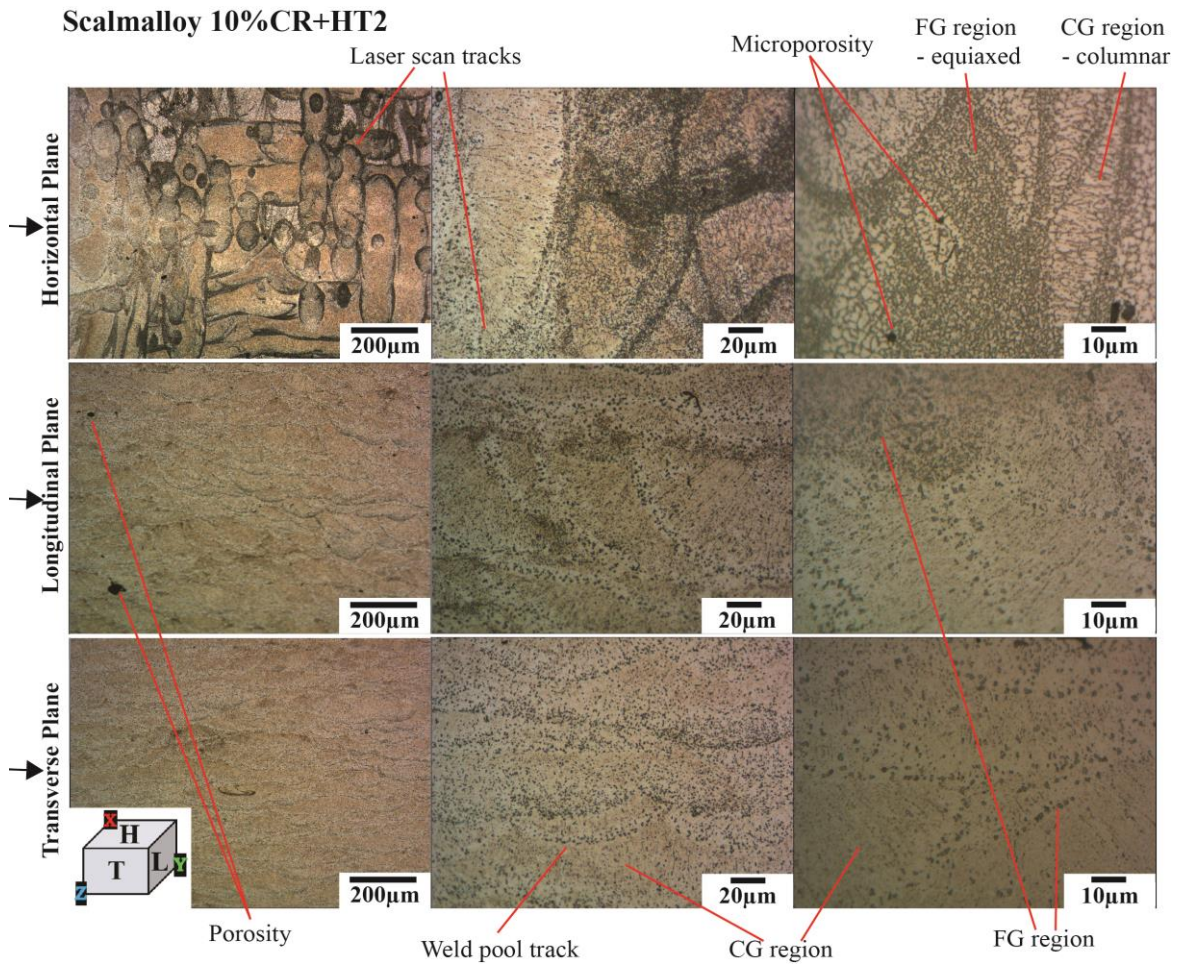 Scalmalloy 10%CR+HT2
Laser scan tracks
Microporosity
FG region
- equiaxed
CG region
- columnar
Horizontal Plane
200µm
20µm
10µm
Longitudinal Plane
200µm
20µm
10µm
Transverse Plane
X
H
T
L
Y
Z
200µm
20µm
10µm
Porosity
Weld pool track
CG region
FG region